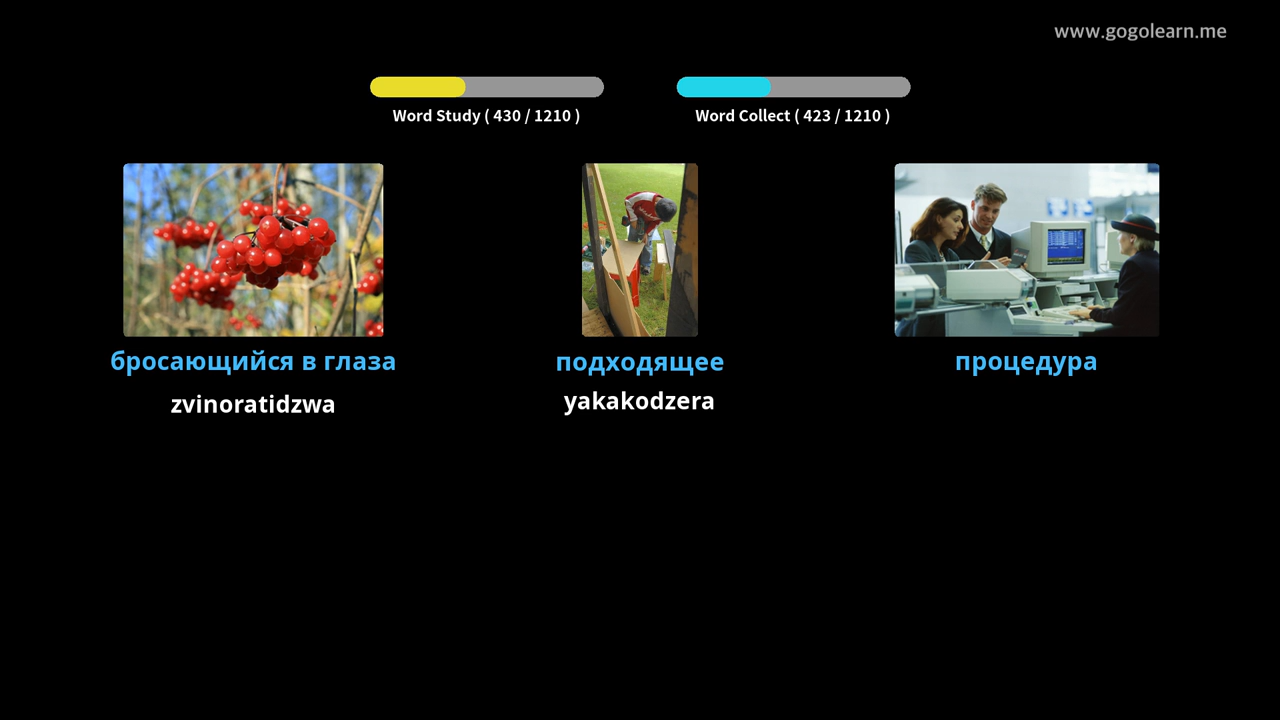 www.gogolearn.me
Word Study ( 430 / 1210 )
Word Collect ( 423 / 1210 )
бросающийся в глаза
подходящее
процедура
zvinoratidzwa
yakakodzera